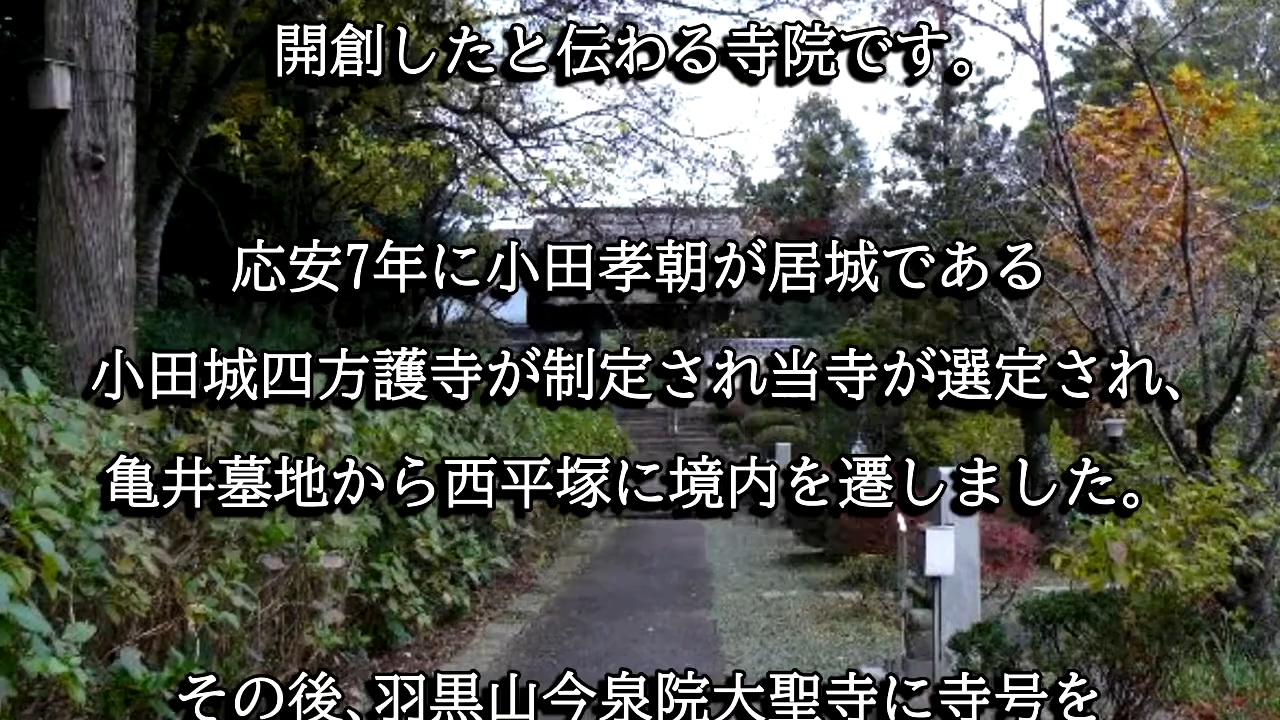 開創したと伝わる寺院です。
応安7年に小田孝朝が居城である
小田城四方護寺が制定され当寺が選定され、
亀井墓地から西平塚に境内を遷しました。
その後、羽黒山今泉院大聖寺に寺号を